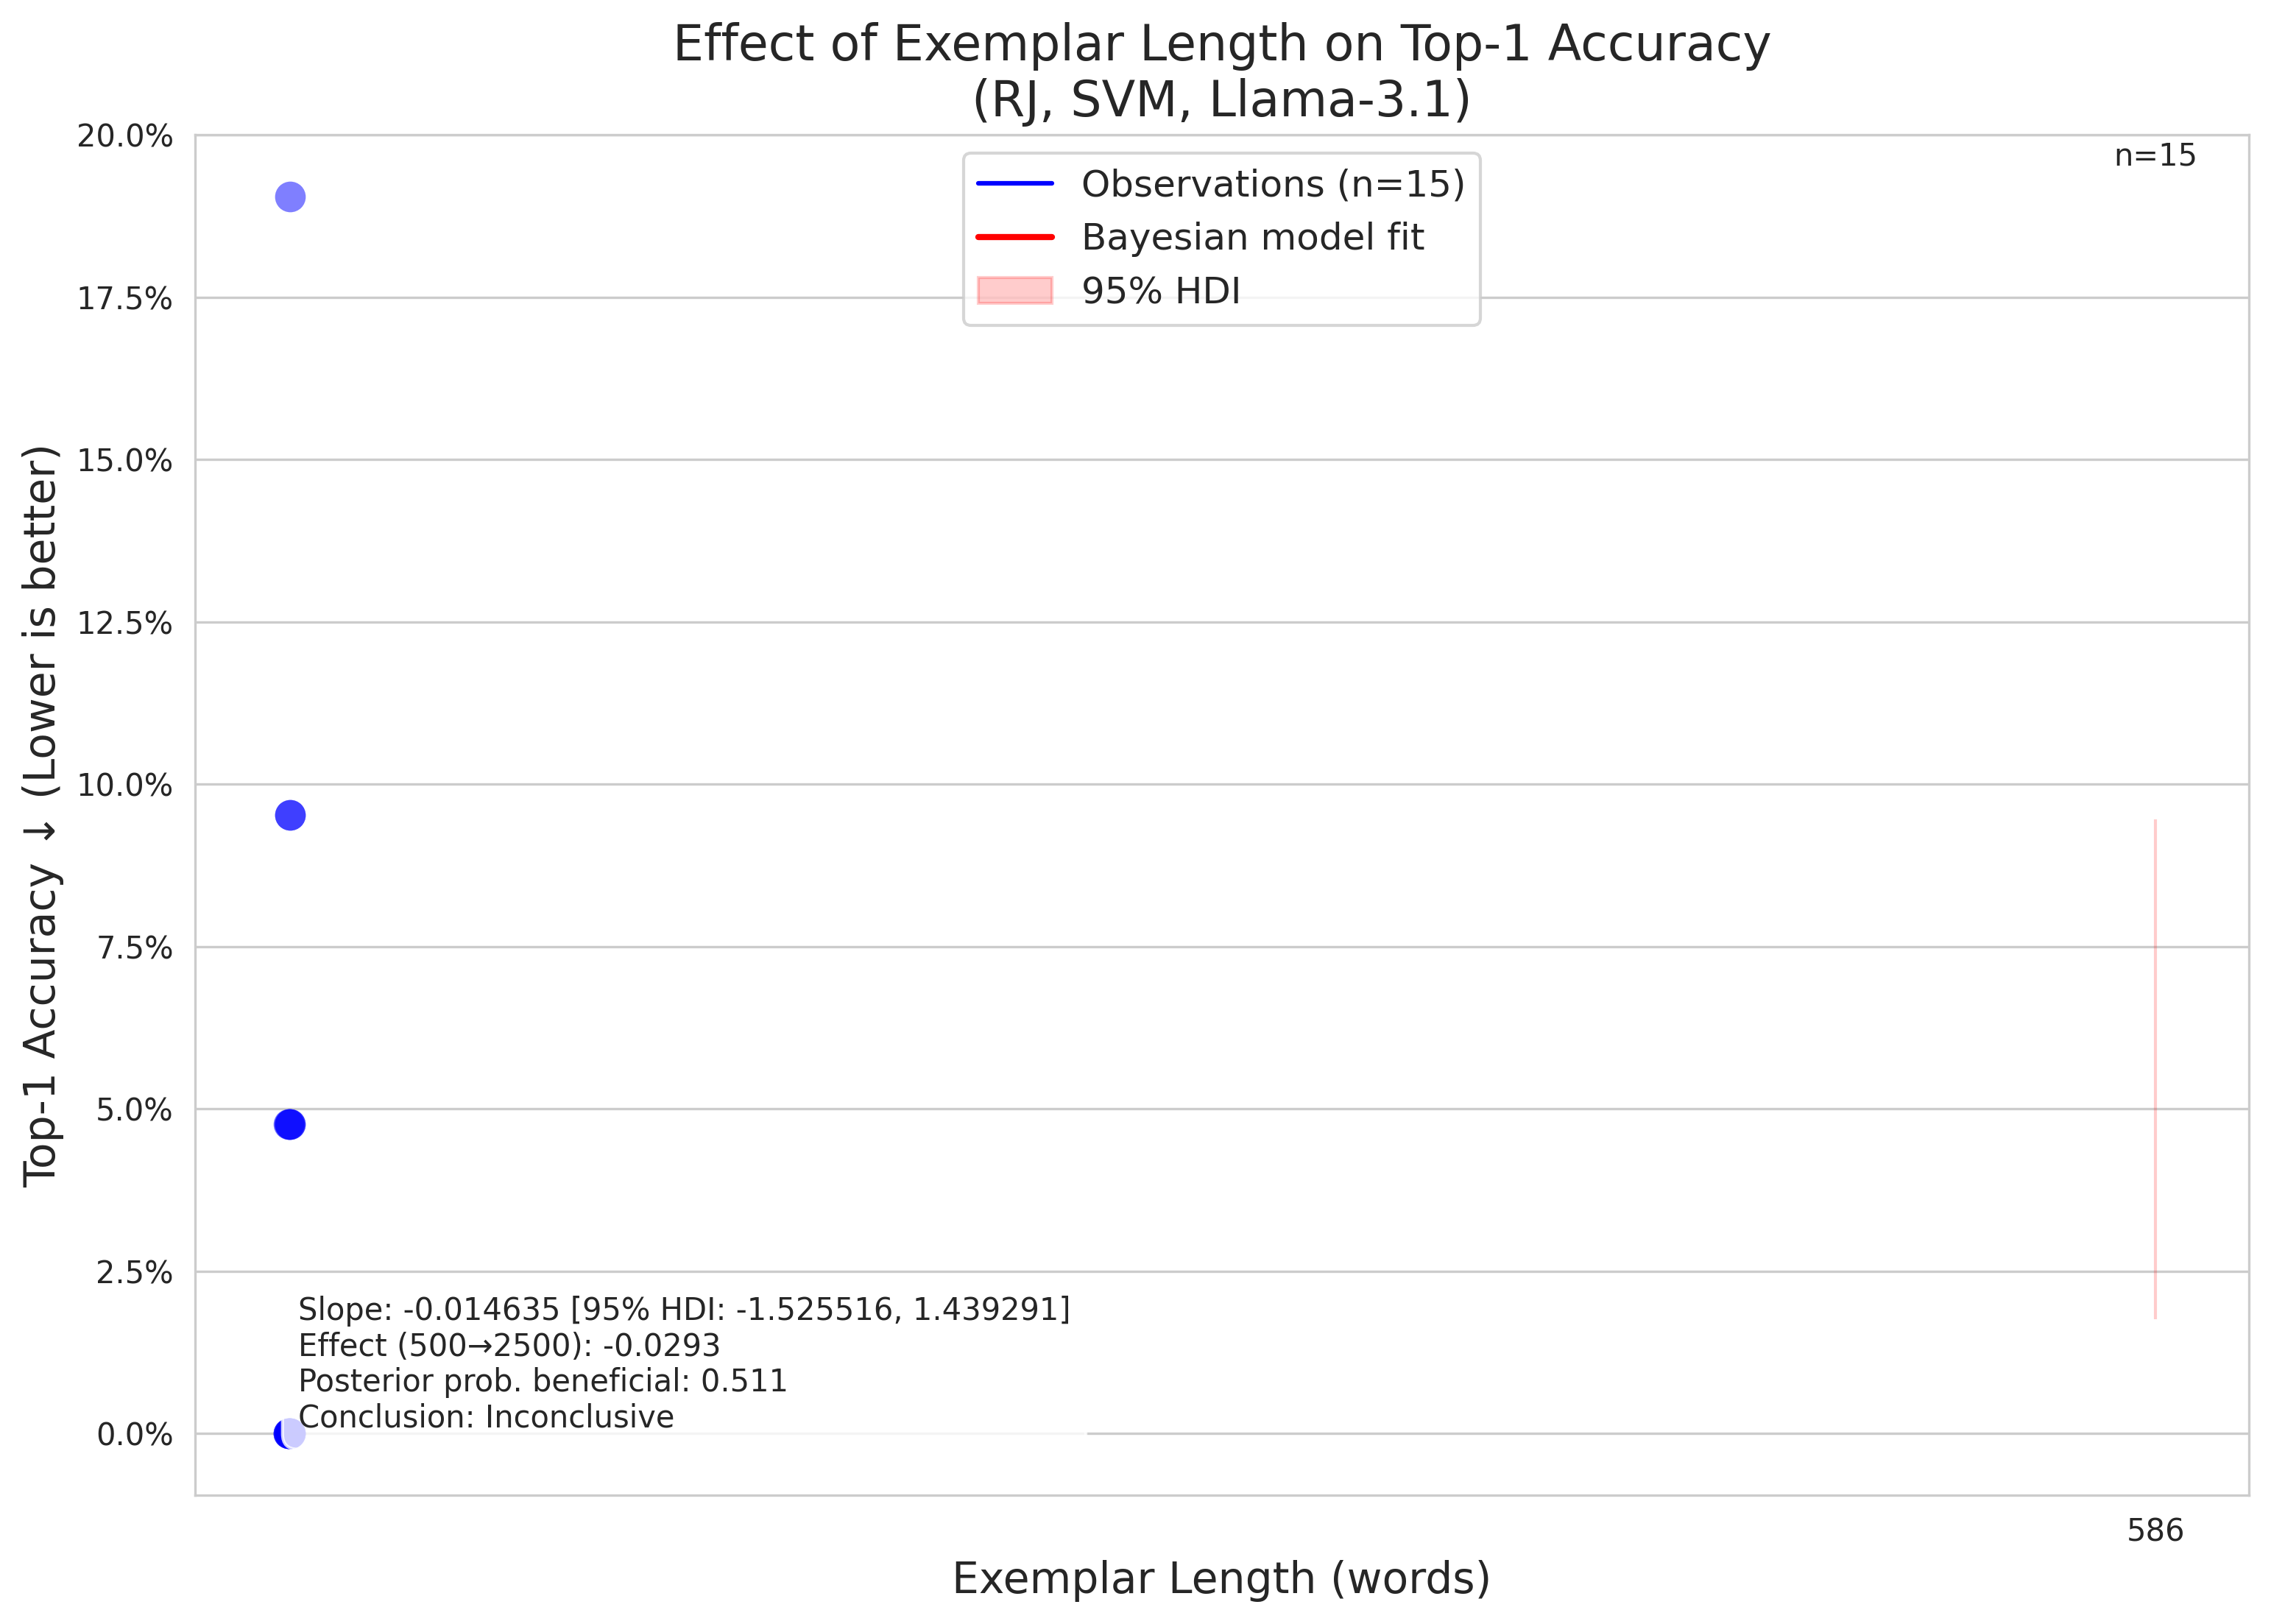 Effect of Exemplar Length on Top-1 Accuracy
(RJ, SVM, Llama-3.1)
n=15
Observations (n=15)
Bayesian model fit
95% HDI
Top-1 Accuracy ↓ (Lower is better)
20.0%
17.5%
15.0%
12.5%
10.0%
7.5%
5.0%
2.5%
0.0%
Slope: -0.014635 [95% HDI: -1.525516, 1.439291]
Effect (500→2500): -0.0293
Posterior prob. beneficial: 0.511
Conclusion: Inconclusive
586
Exemplar Length (words)